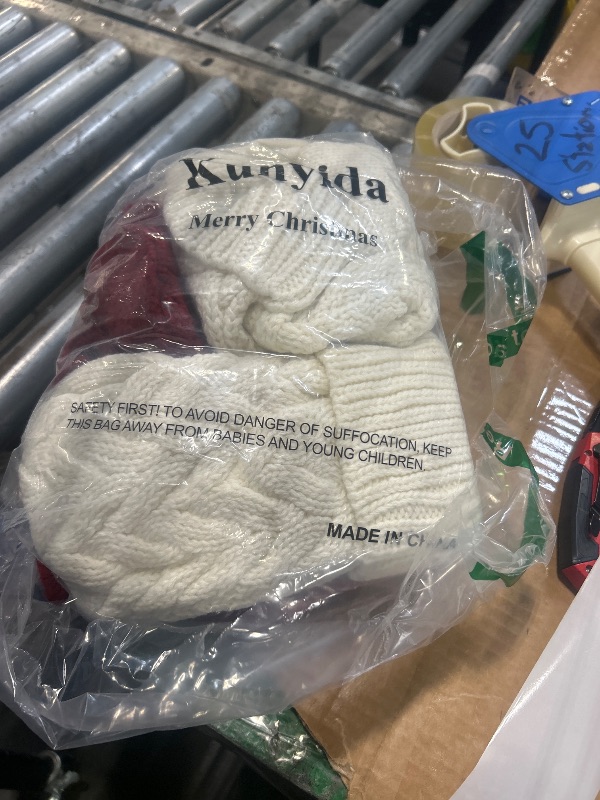 Kunyida
Merry Christmas
SAFETY FIRST! TO AVOID DANGER OF SUFFOCATION, KEEP
THIS BAG AWAY FROM BABIES AND YOUNG CHILDREN.
MADE IN CHINA
25
Station